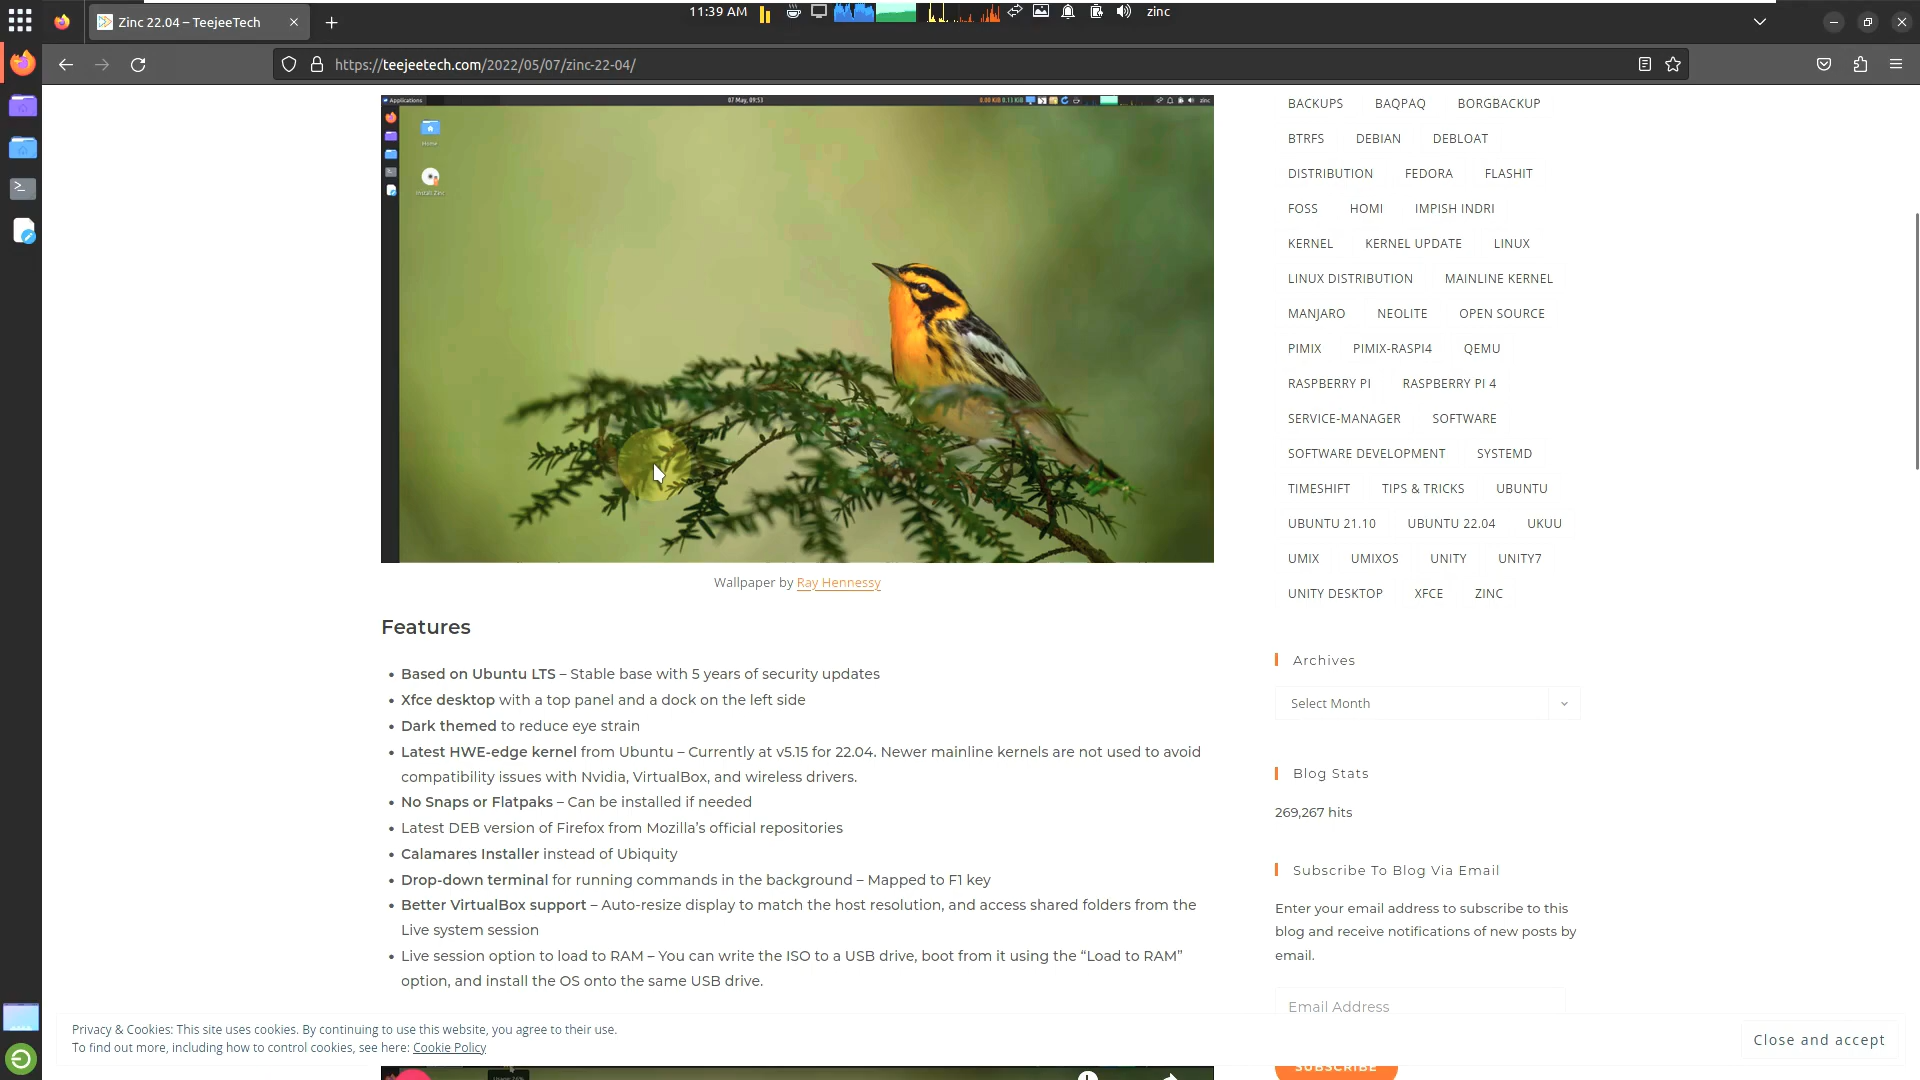 11:39 AM
zinc
Zinc 22.04 – TeejeeTech
https://teejeetech.com/2022/05/07/zinc-22-04/
Applications
07 May, 09:53
zinc
Home
Install Zinc
Wallpaper by Ray Hennessy
Features
• Based on Ubuntu LTS – Stable base with 5 years of security updates
• Xfce desktop with a top panel and a dock on the left side
• Dark themed to reduce eye strain
• Latest HWE-edge kernel from Ubuntu – Currently at v5.15 for 22.04. Newer mainline kernels are not used to avoid
compatibility issues with Nvidia, VirtualBox, and wireless drivers.
• No Snaps or Flatpaks – Can be installed if needed
• Latest DEB version of Firefox from Mozilla’s official repositories
• Calamares Installer instead of Ubiquity
• Drop-down terminal for running commands in the background – Mapped to F1 key
• Better VirtualBox support – Auto-resize display to match the host resolution, and access shared folders from the
Live system session
• Live session option to load to RAM – You can write the ISO to a USB drive, boot from it using the “Load to RAM”
option, and install the OS onto the same USB drive.
BACKUPS BAQPAQ BORGBACKUP
BTRFS DEBIAN DEBLOAT
DISTRIBUTION FEDORA FLASHIT
FOSS HOMI IMPISH INDRI
KERNEL KERNEL UPDATE LINUX
LINUX DISTRIBUTION MAINLINE KERNEL
MANJARO NEOLITE OPEN SOURCE
PIMIX PIMIX-RASPI4 QEMU
RASPBERRY PI RASPBERRY PI 4
SERVICE-MANAGER SOFTWARE
SOFTWARE DEVELOPMENT SYSTEMD
TIMESHIFT TIPS & TRICKS UBUNTU
UBUNTU 21.10 UBUNTU 22.04 UKUU
UMIX UMIXOS UNITY UNITY7
UNITY DESKTOP XFCE ZINC
Archives
Select Month
Blog Stats
269,267 hits
Subscribe To Blog Via Email
Enter your email address to subscribe to this
blog and receive notifications of new posts by
email.
Email Address
SUBSCRIBE
Privacy & Cookies: This site uses cookies. By continuing to use this website, you agree to their use.
To find out more, including how to control cookies, see here: Cookie Policy
Close and accept